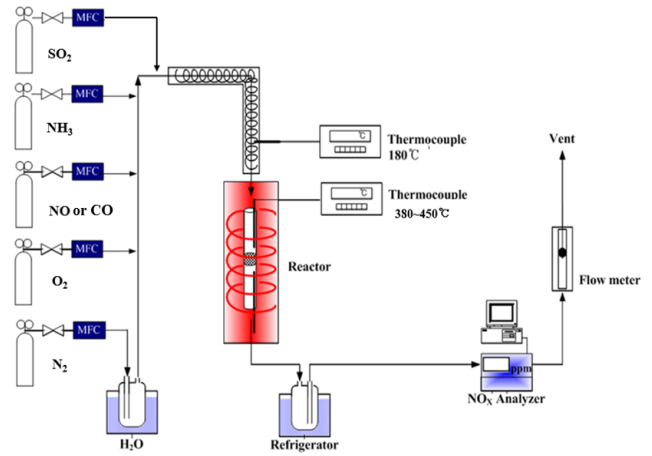 MFC
SO2
MFC
NH3
MFC
NO or CO
MFC
O2
MFC
N2
H2O
℃
Thermocouple
180℃
℃
Thermocouple
380~450℃
Reactor
Refrigerator
ppm
NOX Analyzer
Vent
Flow meter